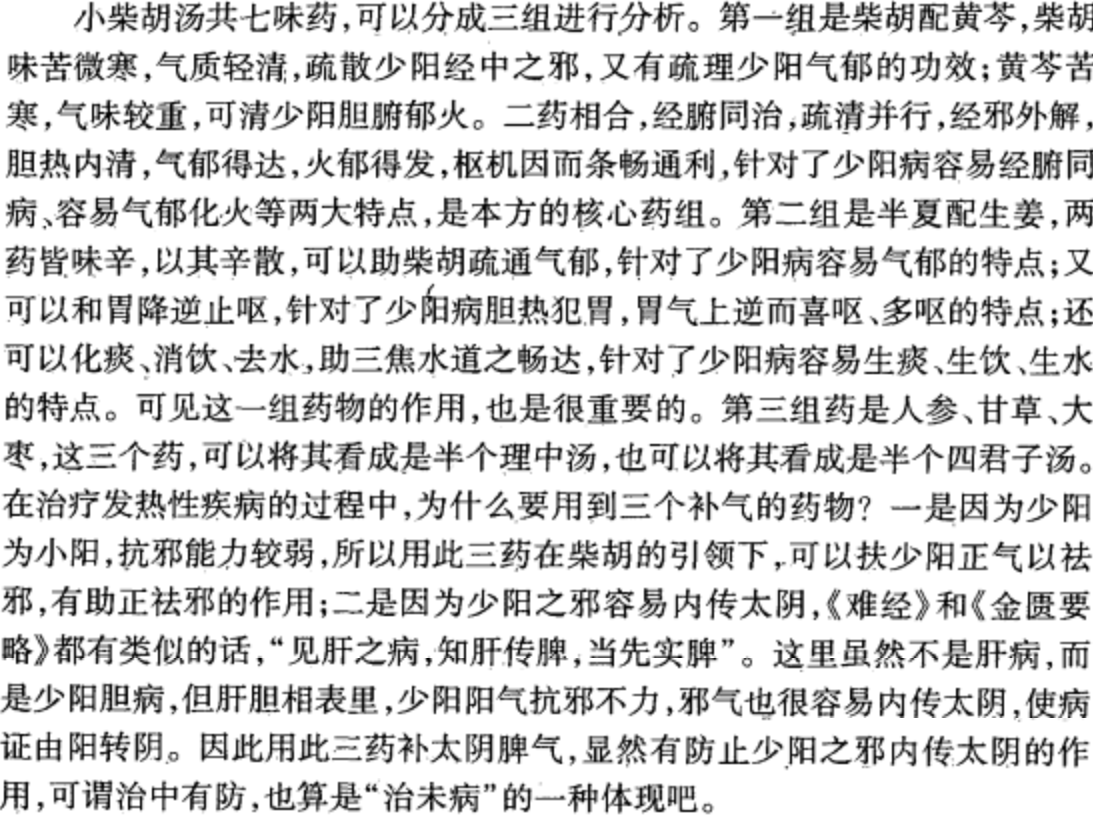 小柴胡汤共七味药,可以分成三组进行分析。第一组是柴胡配黄芩,柴胡
味苦微寒,气质轻清,疏散少阳经中之邪,又有疏理少阳气郁的功效;黄芩苦
寒,气味较重,可清少阳胆腑郁火。二药相合,经腑同治,疏清并行,经邪外解,
胆热内清,气郁得达,火郁得发,枢机因而条畅通利,针对了少阳病容易经腑同
病、容易气郁化火等两大特点,是本方的核心药组。第二组是半夏配生姜,两
药皆味辛,以其辛散,可以助柴胡疏通气郁,针对了少阳病容易气郁的特点;又
可以和胃降逆止呕,针对了少阳病胆热犯胃,胃气上逆而喜呕、多呕的特点;还
可以化痰、消饮、去水,助三焦水道之畅达,针对了少阳病容易生痰、生饮、生水
的特点。可见这一组药物的作用,也是很重要的。第三组药是人参、甘草、大
枣,这三个药,可以将其看成是半个理中汤,也可以将其看成是半个四君子汤。
在治疗发热性疾病的过程中,为什么要用到三个补气的药物?一是因为少阳
为小阳,抗邪能力较弱,所以用此三药在柴胡的引领下,可以扶少阳正气以祛
邪,有助正祛邪的作用;二是因为少阳之邪容易内传太阴,《难经》和《金匮要
略》都有类似的话,“见肝之病,知肝传脾,当先实脾”。这里虽然不是肝病,而
是少阳胆病,但肝胆相表里,少阳阳气抗邪不力,邪气也很容易内传太阴,使病
证由阳转阴。因此用此三药补太阴脾气,显然有防止少阳之邪内传太阴的作
用,可谓治中有防,也算是“治未病”的一种体现吧。